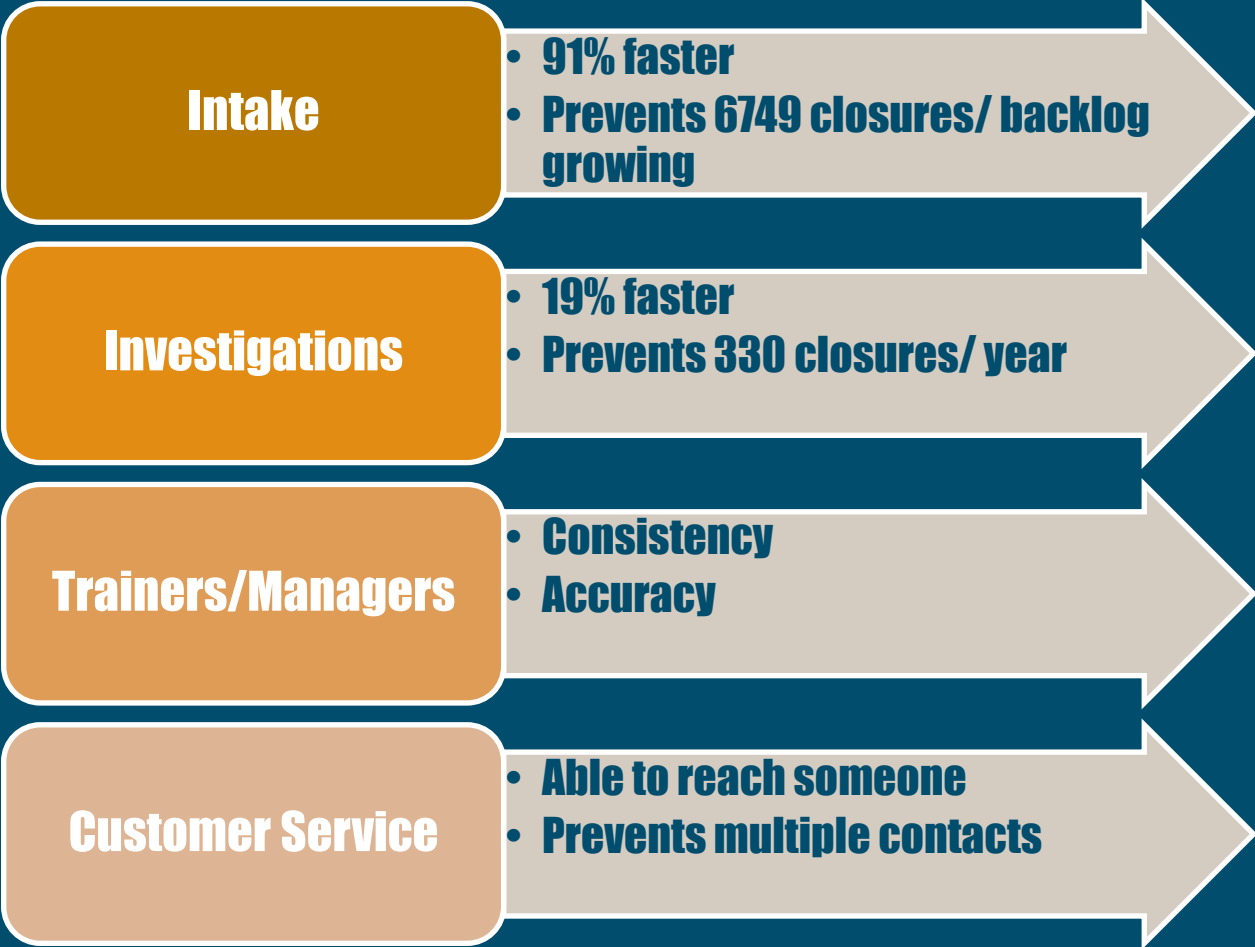 Intake
• 91% faster
• Prevents 6749 closures/ backlog
growing
Investigations
• 19% faster
• Prevents 330 closures/ year
Trainers/Managers
• Consistency
• Accuracy
Customer Service
• Able to reach someone
• Prevents multiple contacts